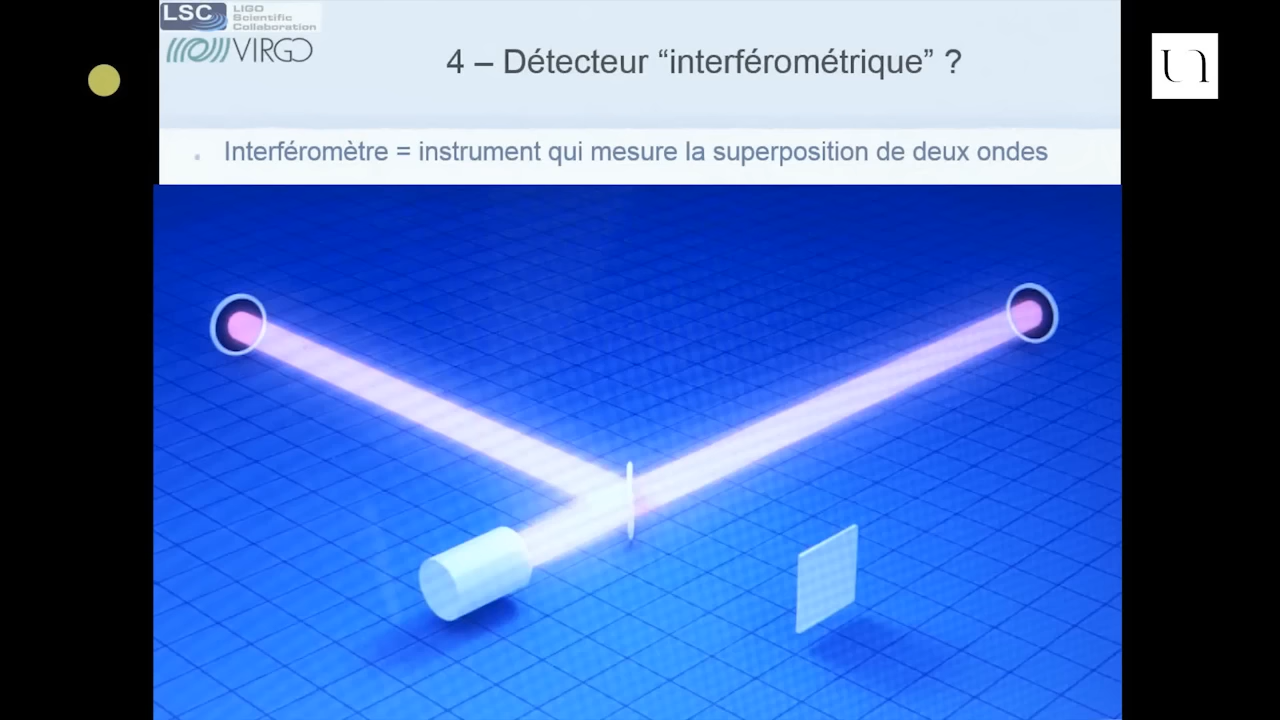 LSC
LIGO
Scientific
Collaboration
VIRGO
4 – Détecteur “interférométrique” ?
Interféromètre = instrument qui mesure la superposition de deux ondes